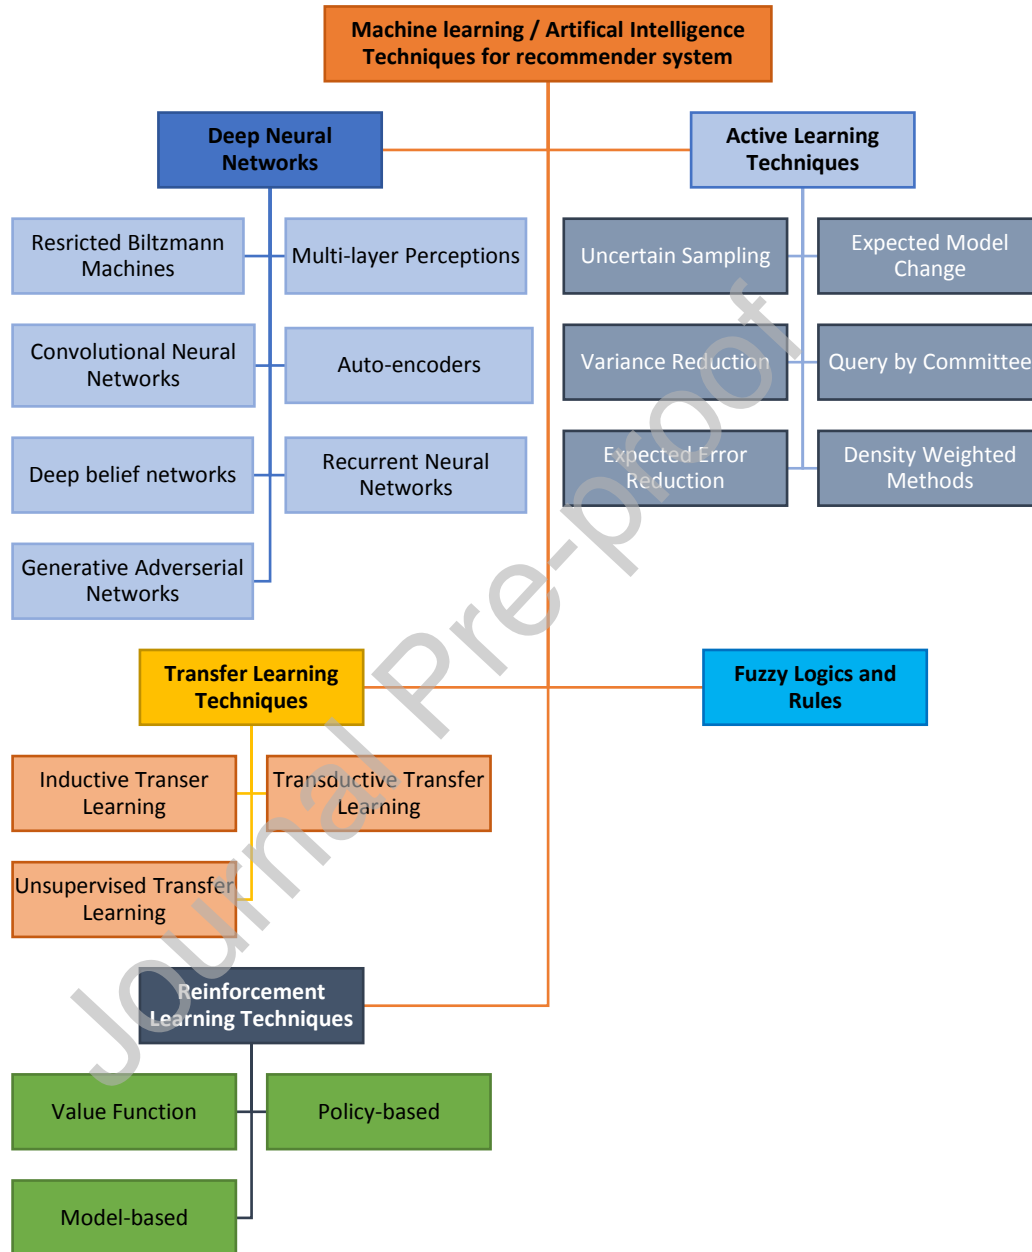 Machine learning / Artifical Intelligence
Techniques for recommender system
Deep Neural
Networks
Active Learning
Techniques
Resricted Biltzmann
Machines
Multi-layer Perceptions
Uncertain Sampling
Expected Model
Change
Convolutional Neural
Networks
Auto-encoders
Variance Reduction
Query by Committee
Deep belief networks
Recurrent Neural
Networks
Expected Error
Reduction
Density Weighted
Methods
Generative Adverserial
Networks
Transfer Learning
Techniques
Fuzzy Logics and
Rules
Inductive Transer
Learning
Transductive Transfer
Learning
Unsupervised Transfer
Learning
Reinforcement
Learning Techniques
Value Function
Policy-based
Model-based
Journal Pre-proof